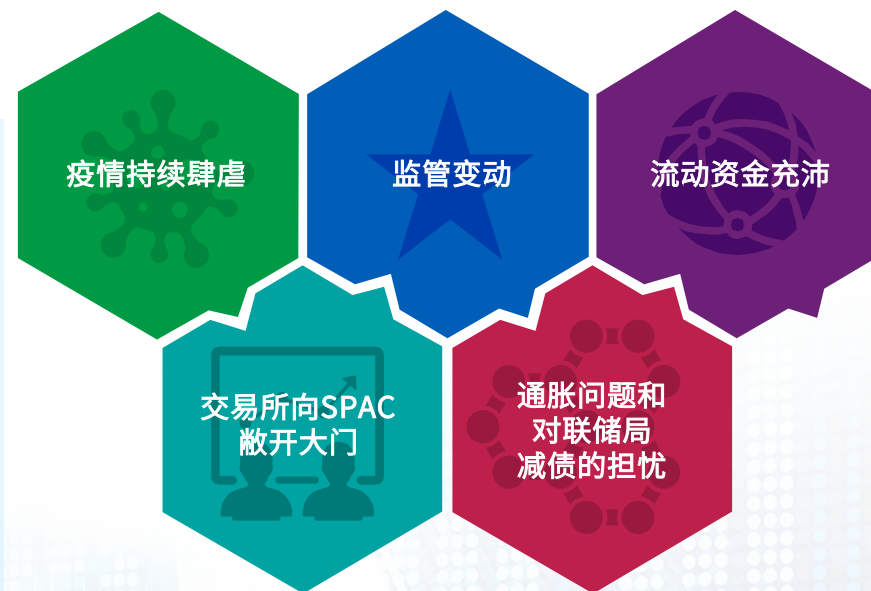 疫情持续肆虐
监管变动
流动资金充沛
交易所向SPAC
敞开大门
通胀问题和
对联储局
减债的担忧